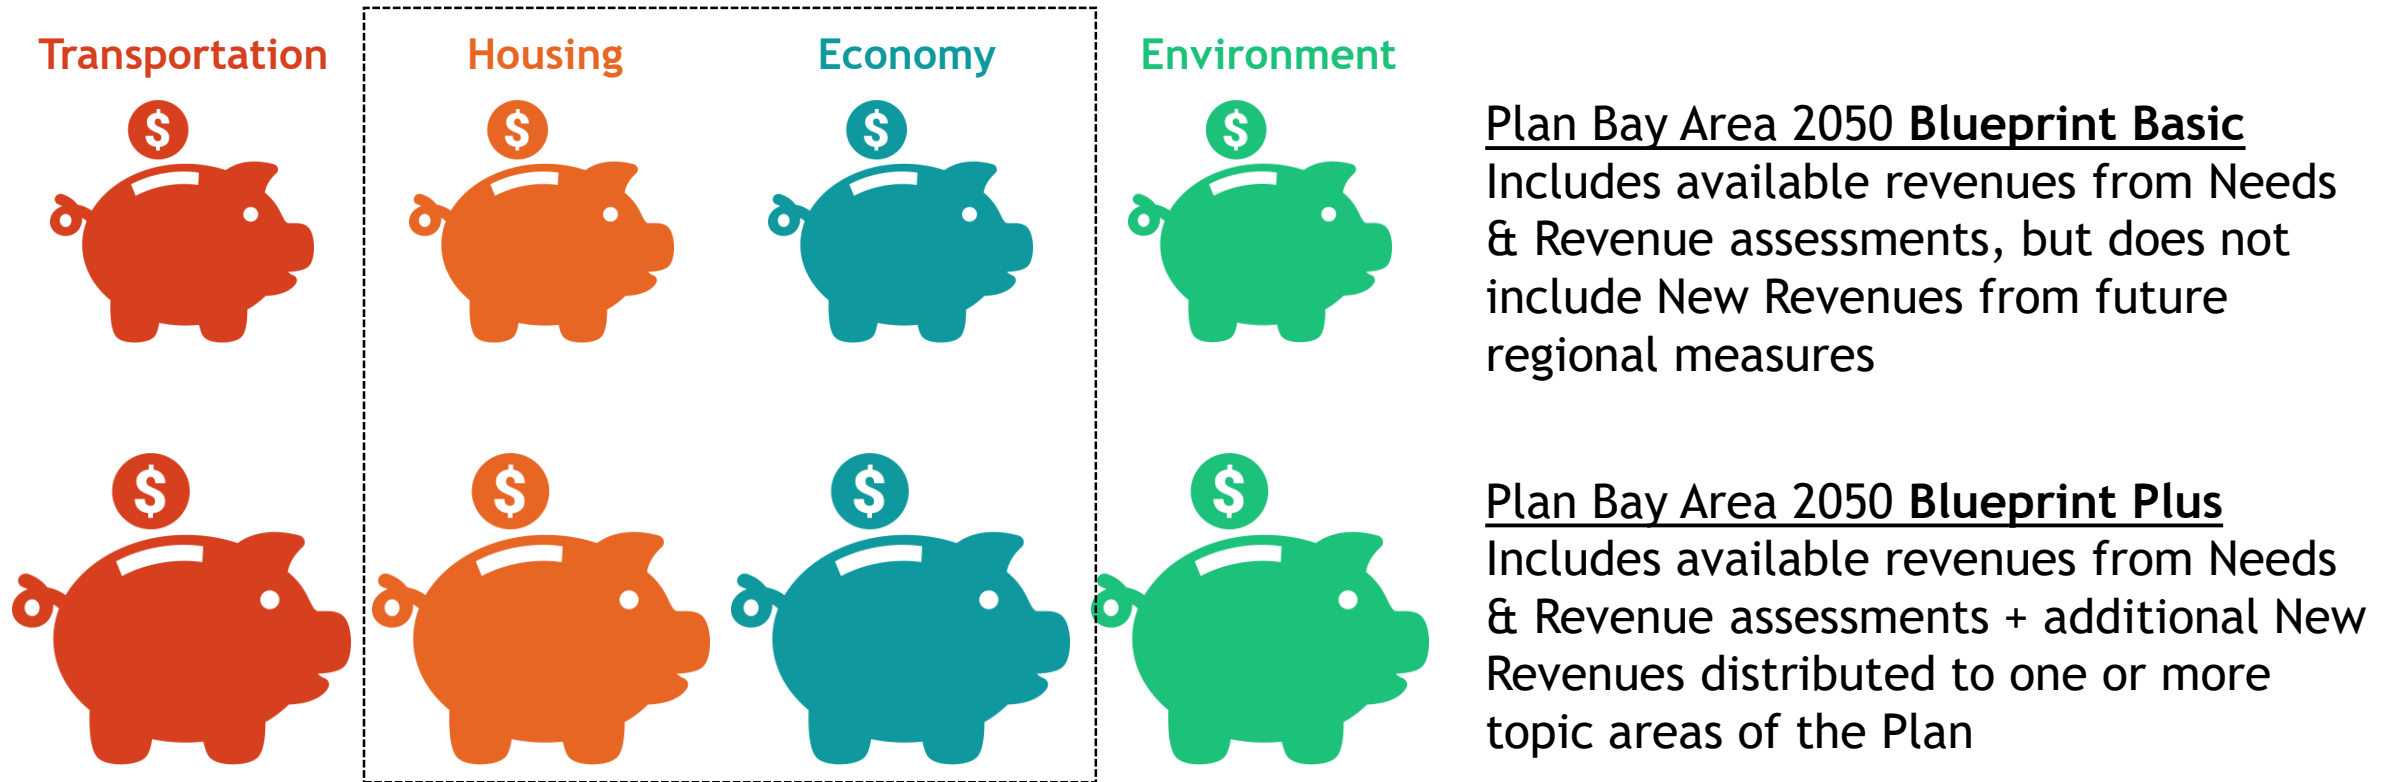 Transportation
Housing
Economy
Environment
$
$
$
$
Plan Bay Area 2050 Blueprint Basic
Includes available revenues from Needs
& Revenue assessments, but does not
include New Revenues from future
regional measures
$
$
$
$
Plan Bay Area 2050 Blueprint Plus
Includes available revenues from Needs
& Revenue assessments + additional New
Revenues distributed to one or more
topic areas of the Plan